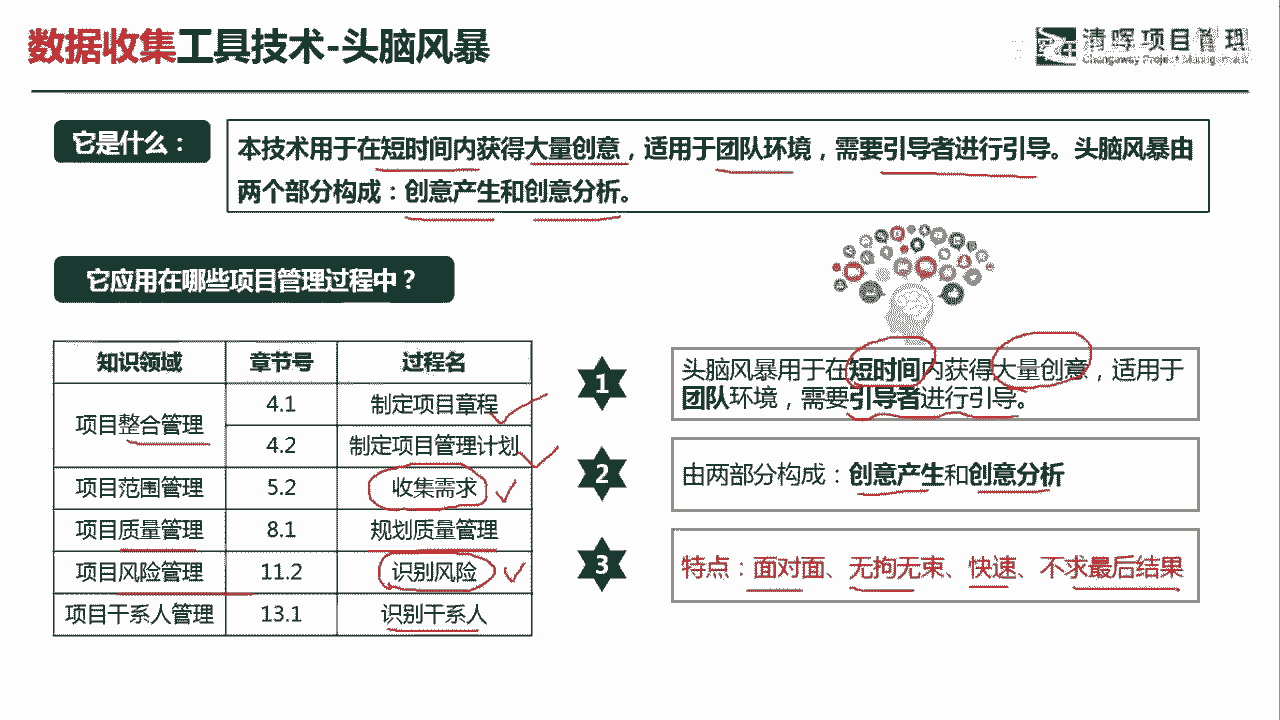 数据收集工具技术-头脑风暴
清晖项目管理
Changeway Project Management
它是什么：
本技术用于在短时间内获得大量创意，适用于团队环境，需要引导者进行引导。头脑风暴由
两个部分构成：创意产生和创意分析。
它应用在哪些项目管理过程中？
知识领域 章节号 过程名
项目整合管理 4.1 制定项目章程
4.2 制定项目管理计划
项目范围管理 5.2 收集需求
项目质量管理 8.1 规划质量管理
项目风险管理 11.2 识别风险
项目干系人管理 13.1 识别干系人
1
头脑风暴用于在短时间内获得大量创意，适用于
团队环境，需要引导者进行引导。
2
由两部分构成：创意产生和创意分析
3
特点：面对面、无拘无束、快速、不求最后结果